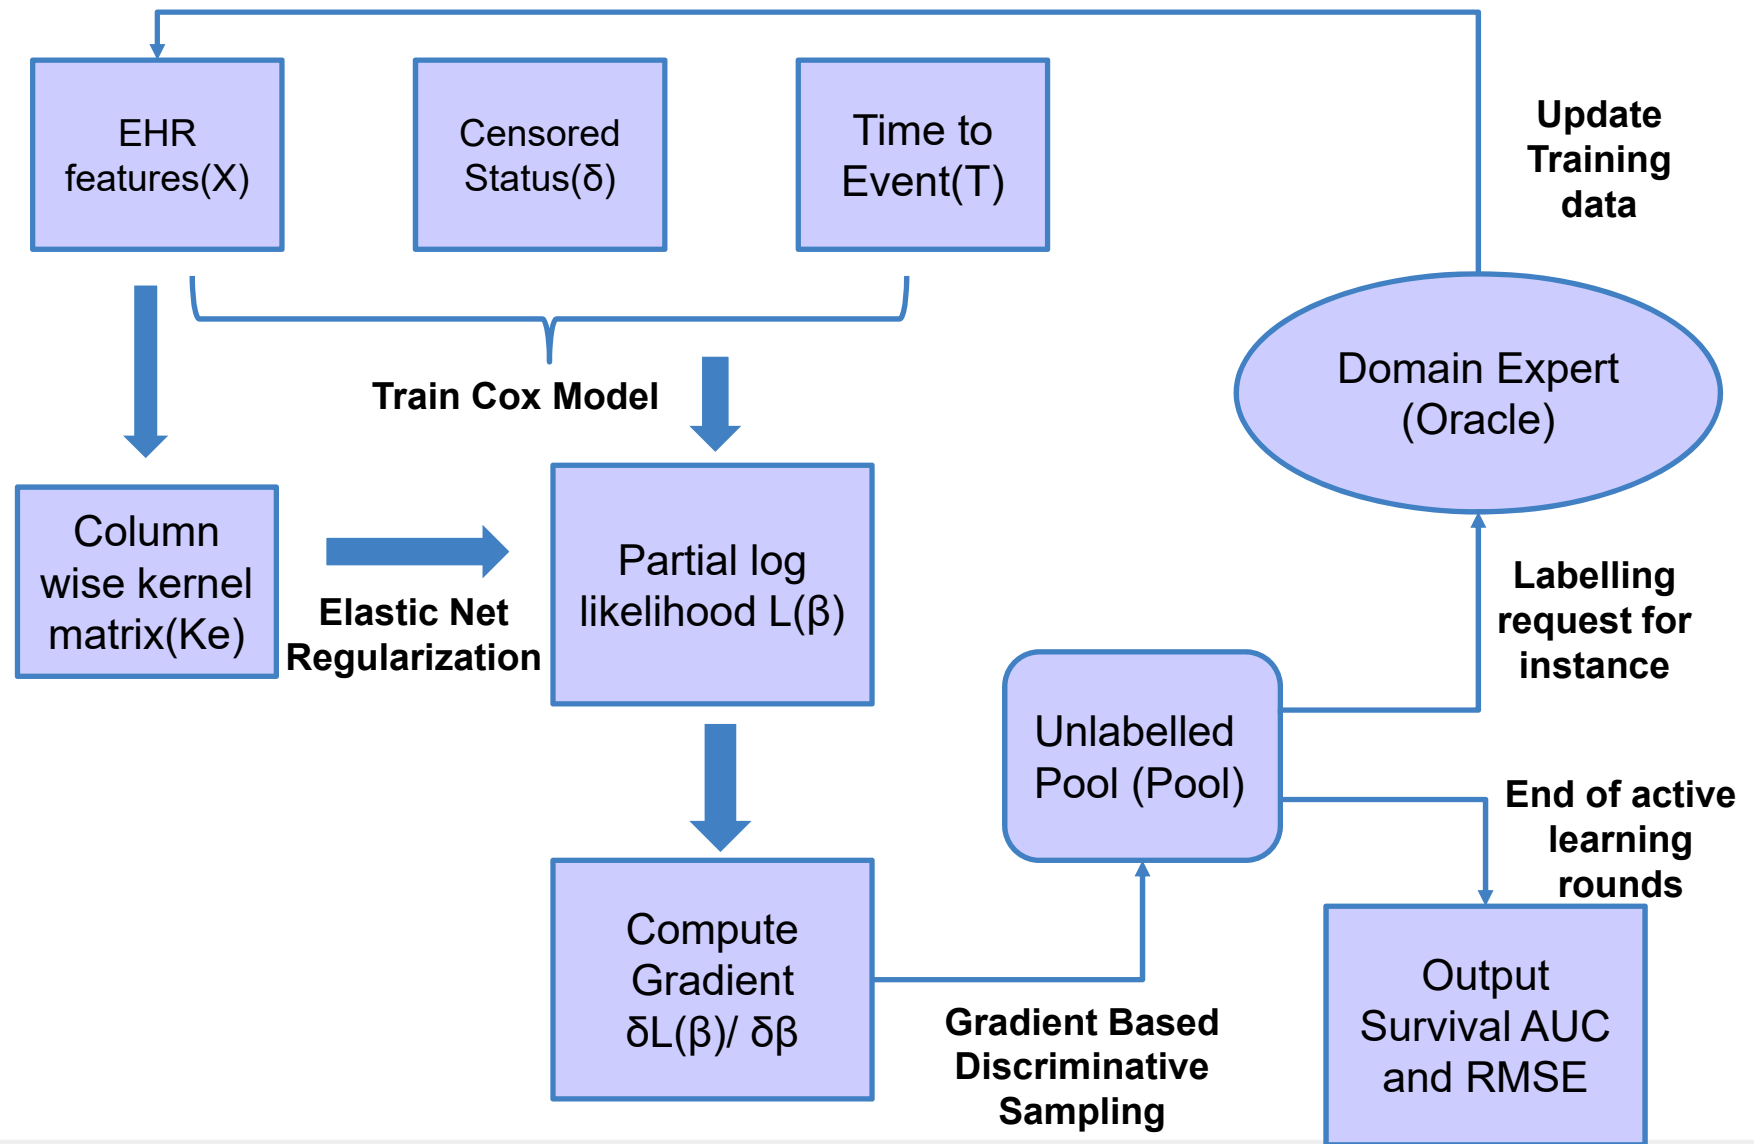 EHR
features(X)
Censored
Status(δ)
Time to
Event(T)
Update
Training
data
Train Cox Model
Domain Expert
(Oracle)
Column
wise kernel
matrix(Ke)
Elastic Net
Regularization
Partial log
likelihood L(β)
Labelling
request for
instance
Unlabelled
Pool (Pool)
End of active
learning
rounds
Compute
Gradient
δL(β)/ δβ
Gradient Based
Discriminative
Sampling
Output
Survival AUC
and RMSE